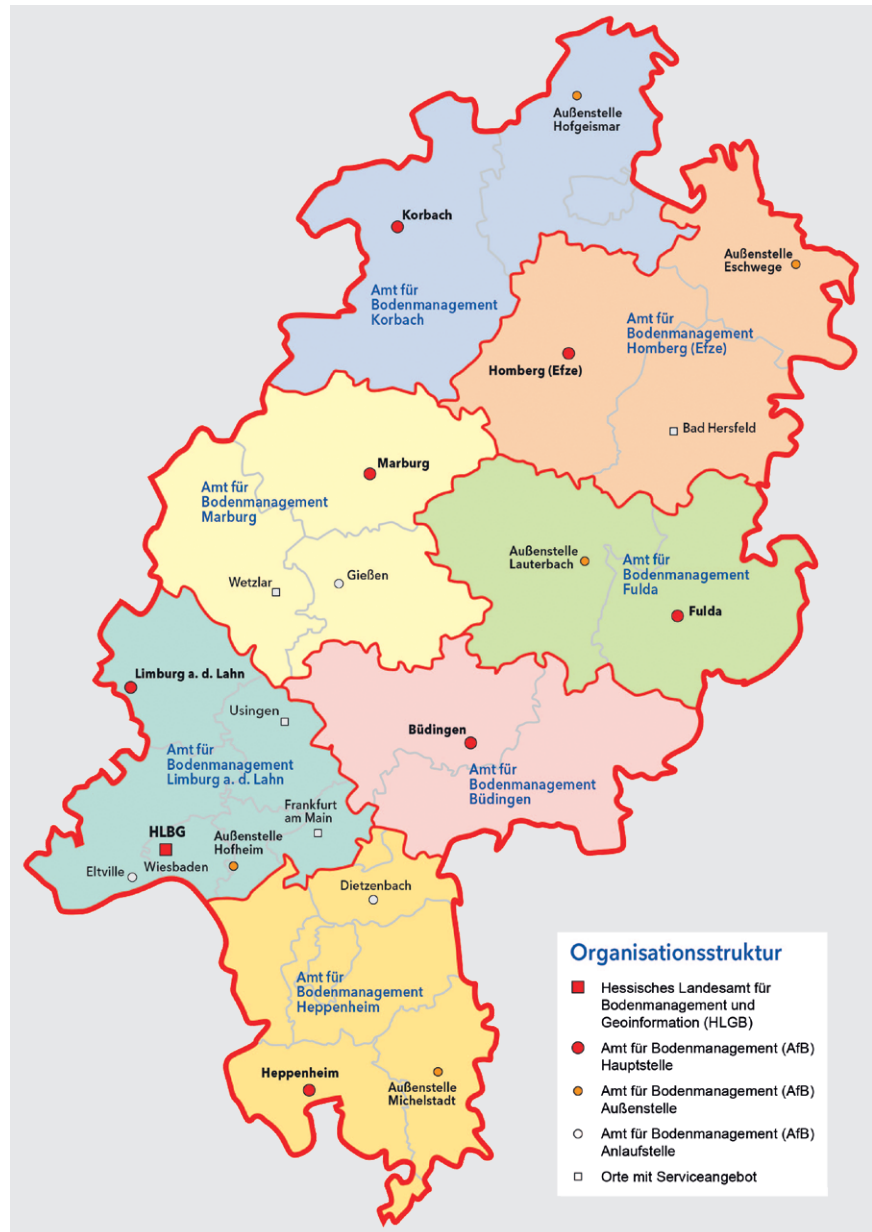 Außenstelle
Hofgeismar
Korbach
Außenstelle
Eschwege
Amt für
Bodenmanagement
Korbach
Amt für
Bodenmanagement
Homberg (Efze)
Homberg (Efze)
Bad Hersfeld
Marburg
Amt für
Bodenmanagement
Marburg
Außenstelle
Lauterbach
Amt für
Bodenmanagement
Fulda
Wetzlar
Gießen
Fulda
Limburg a. d. Lahn
Usingen
Büdingen
Amt für
Bodenmanagement
Limburg a. d. Lahn
Amt für
Bodenmanagement
Büdingen
Frankfurt
am Main
HLBG
Wiesbaden
Außenstelle
Hofheim
Eltville
Dietzenbach
Amt für
Bodenmanagement
Heppenheim
Heppenheim
Außenstelle
Michelstadt
Organisationsstruktur
Hessisches Landesamt für
Bodenmanagement und
Geoinformation (HLGB)
Amt für Bodenmanagement (AfB)
Hauptstelle
Amt für Bodenmanagement (AfB)
Außenstelle
Amt für Bodenmanagement (AfB)
Anlaufstelle
Orte mit Serviceangebot